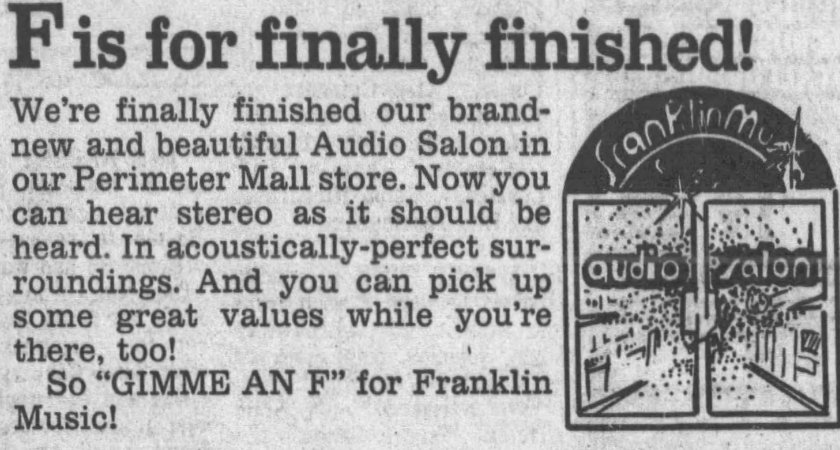 F is for finally finished!
We're finally finished our brand-
new and beautiful Audio Salon in
our Perimeter Mall store. Now you
can hear stereo as it should be
heard. In acoustically-perfect sur-
roundings. And you can pick up
some great values while you're
there, too!
So "GIMME AN F" for Franklin
Music!
Franklin Music
audio salon